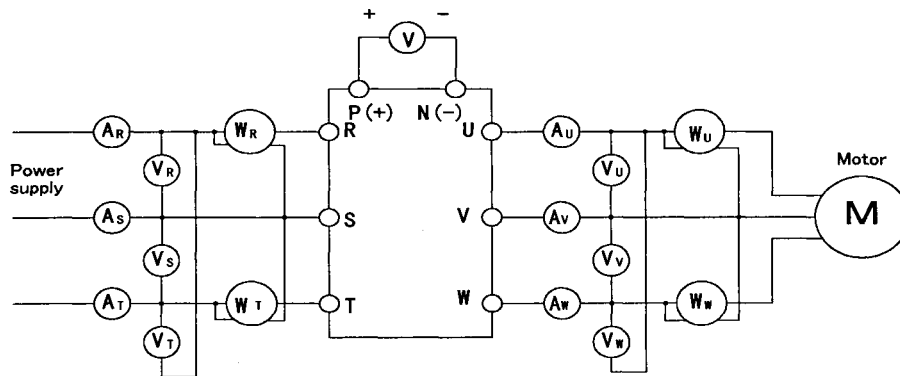 + −
V
P(+) N(−)
AR WR R U AU WU
Motor
Power
supply
VR VU
M
AS S V AV
VS VV
AT WT T W AW WW
VT VW